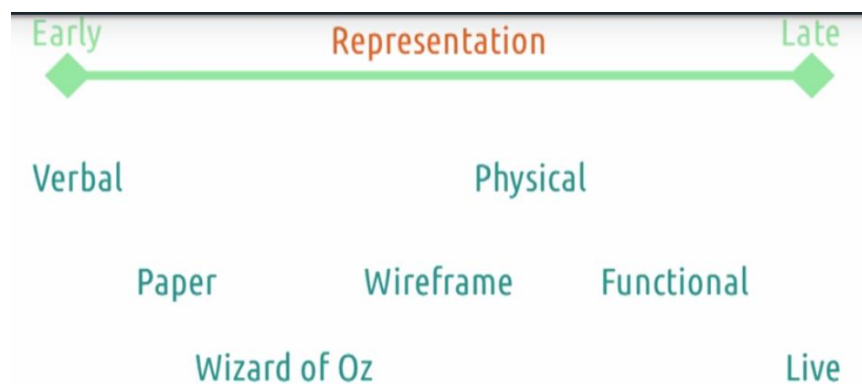 Early Representation Late
Verbal Physical
Paper Wireframe Functional
Wizard of Oz Live